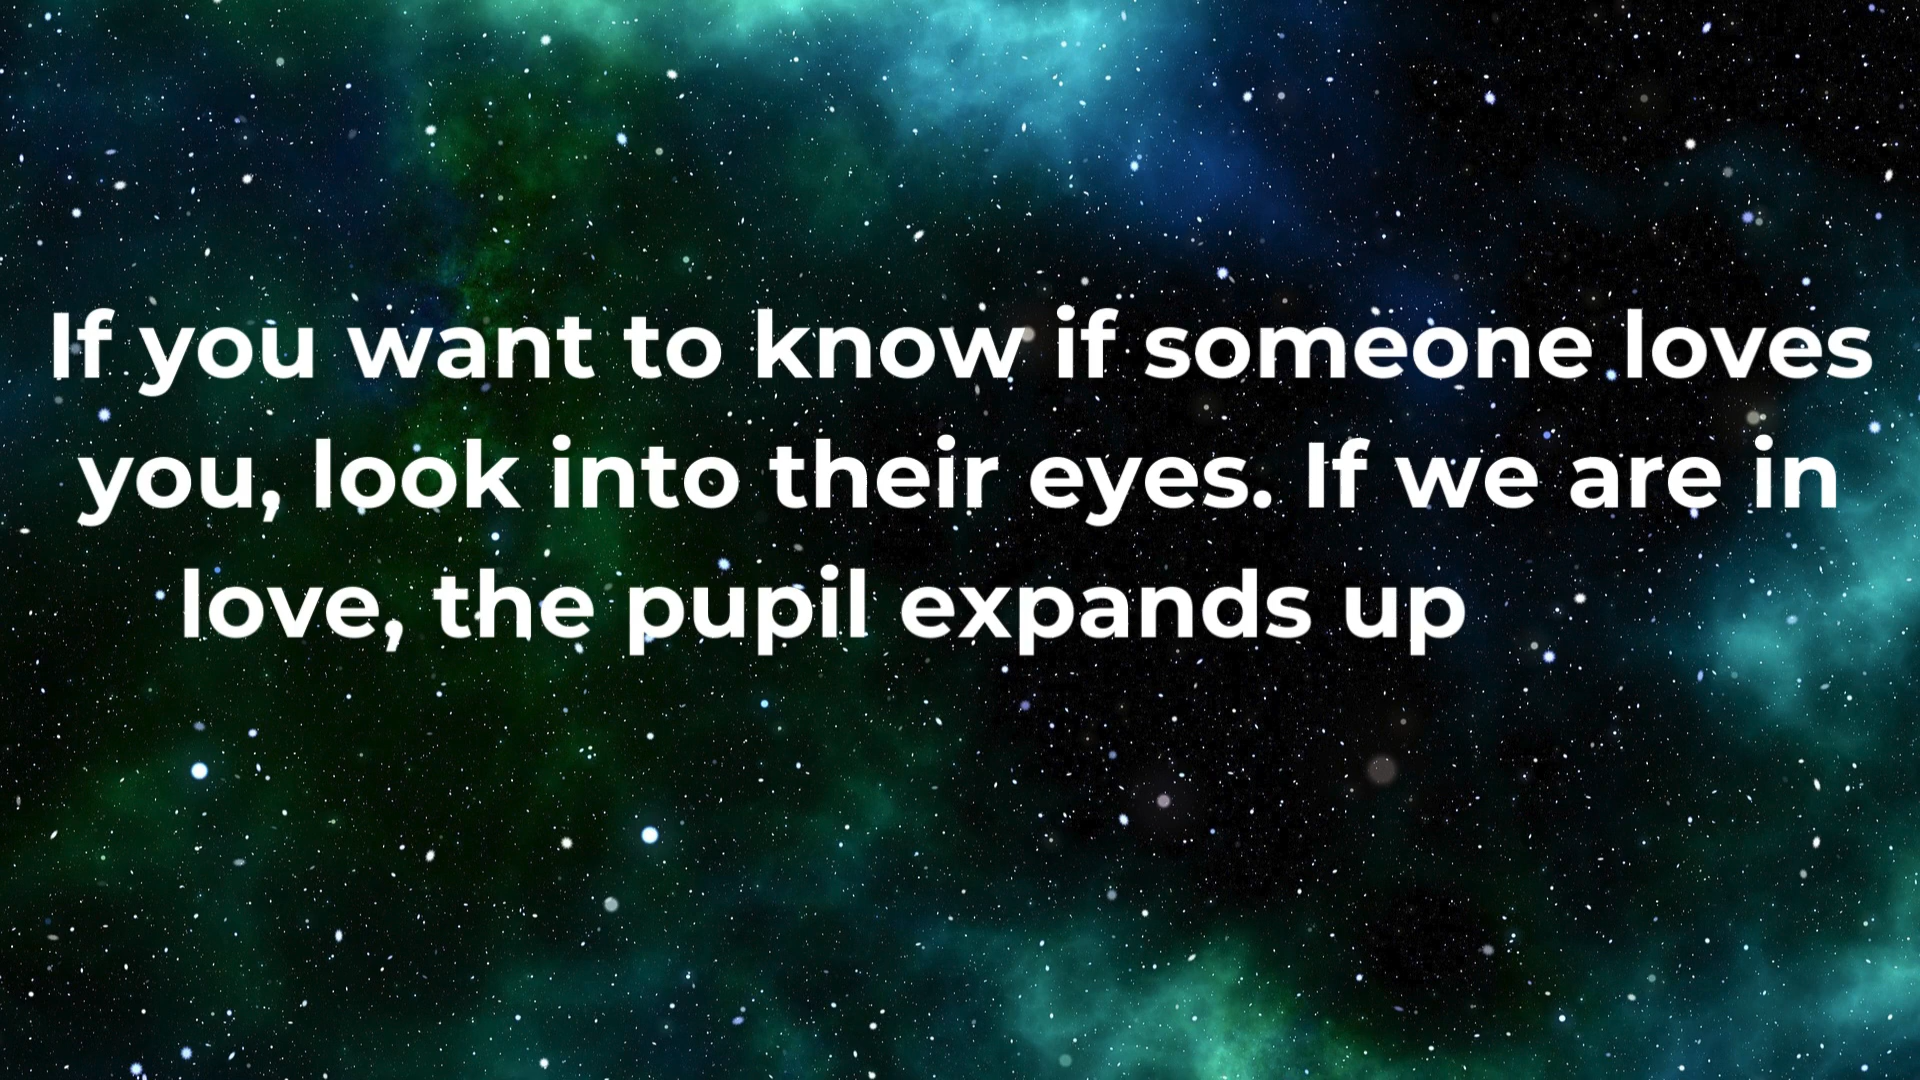 If you want to know if someone loves
you, look into their eyes. If we are in
love, the pupil expands up